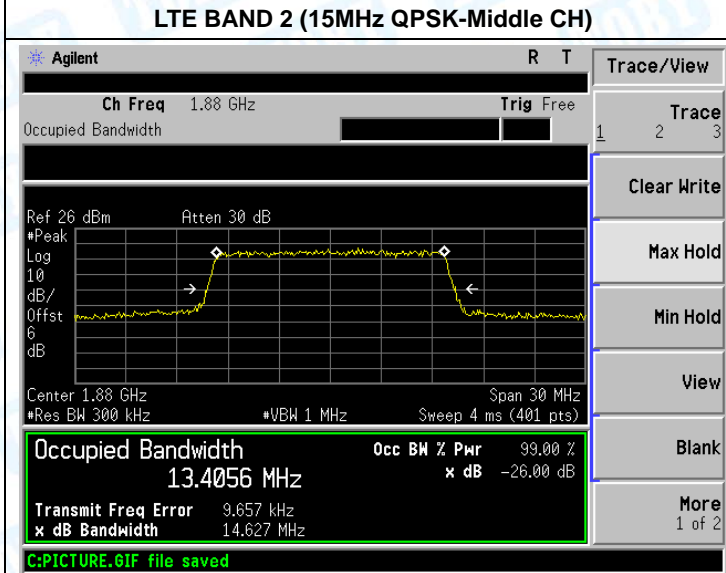 LTE BAND 2 (15MHz QPSK-Middle CH)
Agilent R T
Ch Freq 1.88 GHz Trig Free
Occupied Bandwidth
Ref 26 dBm Atten 30 dB
#Peak
Log
10
dB/
Offst
6
dB
Center 1.88 GHz Span 30 MHz
#Res BW 300 kHz #VBW 1 MHz Sweep 4 ms (401 pts)
Occupied Bandwidth Occ BW % Pwr 99.00 %
13.4056 MHz x dB -26.00 dB
Transmit Freq Error 9.657 kHz
x dB Bandwidth 14.627 MHz
C:PICTURE.GIF file saved
Trace/View
Trace
1 2 3
Clear Write
Max Hold
Min Hold
View
Blank
More
1 of 2